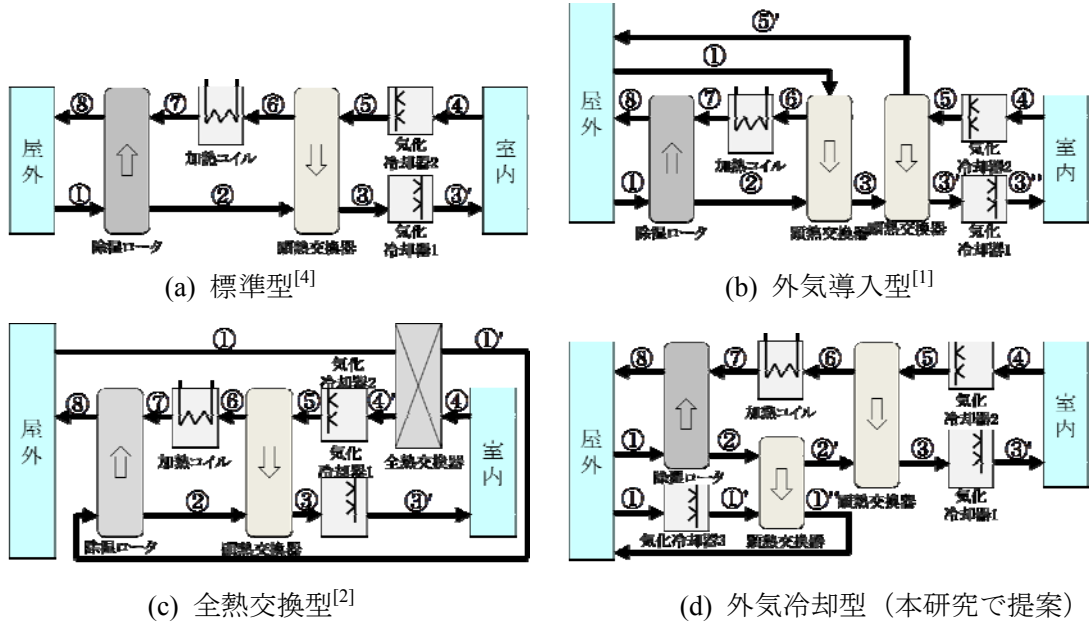 屋外
⑧
⑦
⑥
⑤
④
室内
加熱コイル
気化
冷却器2
①
②
③
③'
除湿ロータ
顕熱交換器
気化
冷却器1
(a) 標準型[4]
屋外
⑤'
①
⑧
⑦
⑥
⑤
④
室内
加熱コイル
気化
冷却器2
①
②
③
③'
③''
除湿ロータ
顕熱交換器
顕熱交換器
気化
冷却器1
(b) 外気導入型[1]
屋外
①
①'
気化
冷却器2
⑧
⑦
⑥
⑤
④'
④
室内
加熱コイル
気化
冷却器1
全熱交換器
②
③
③'
除湿ロータ
顕熱交換器
(c) 全熱交換型[2]
屋外
⑧
⑦
⑥
⑤
④
室内
加熱コイル
気化
冷却器2
①
②
②'
③
③'
除湿ロータ
①
①'
①''
顕熱交換器
気化
冷却器1
気化冷却器3
顕熱交換器
(d) 外気冷却型（本研究で提案）